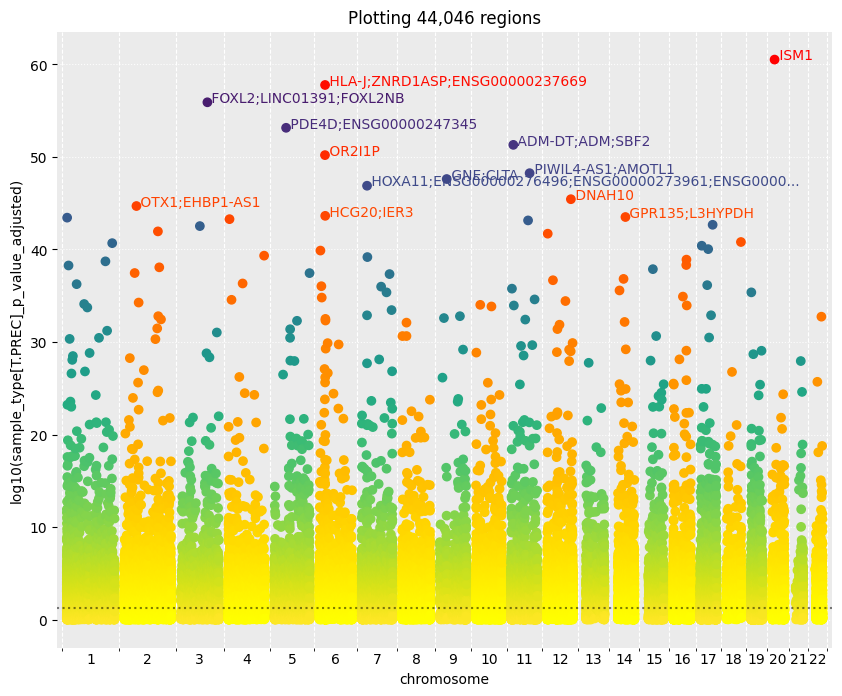 Plotting 44,046 regions
log10(sample_type[T.PREC]_p_value_adjusted)
60
50
40
30
20
10
0
ISM1
HLA-J;ZNRD1ASP;ENSG00000237669
FOXL2;LINC01391;FOXL2NB
PDE4D;ENSG00000247345
ADM-DT;ADM;SBF2
OR2I1P
PIWIL4-AS1;AMOTL1
GNE;CLTA
HOXA11;ENSG00000276496;ENSG00000273961;ENSG0000...
DNAH10
OTX1;EHBP1-AS1
HCG20;IER3
GPR135;L3HYPDH
1 2 3 4 5 6 7 8 9 10 11 12 13 14 15 16 17 18 19 20 21 22
chromosome